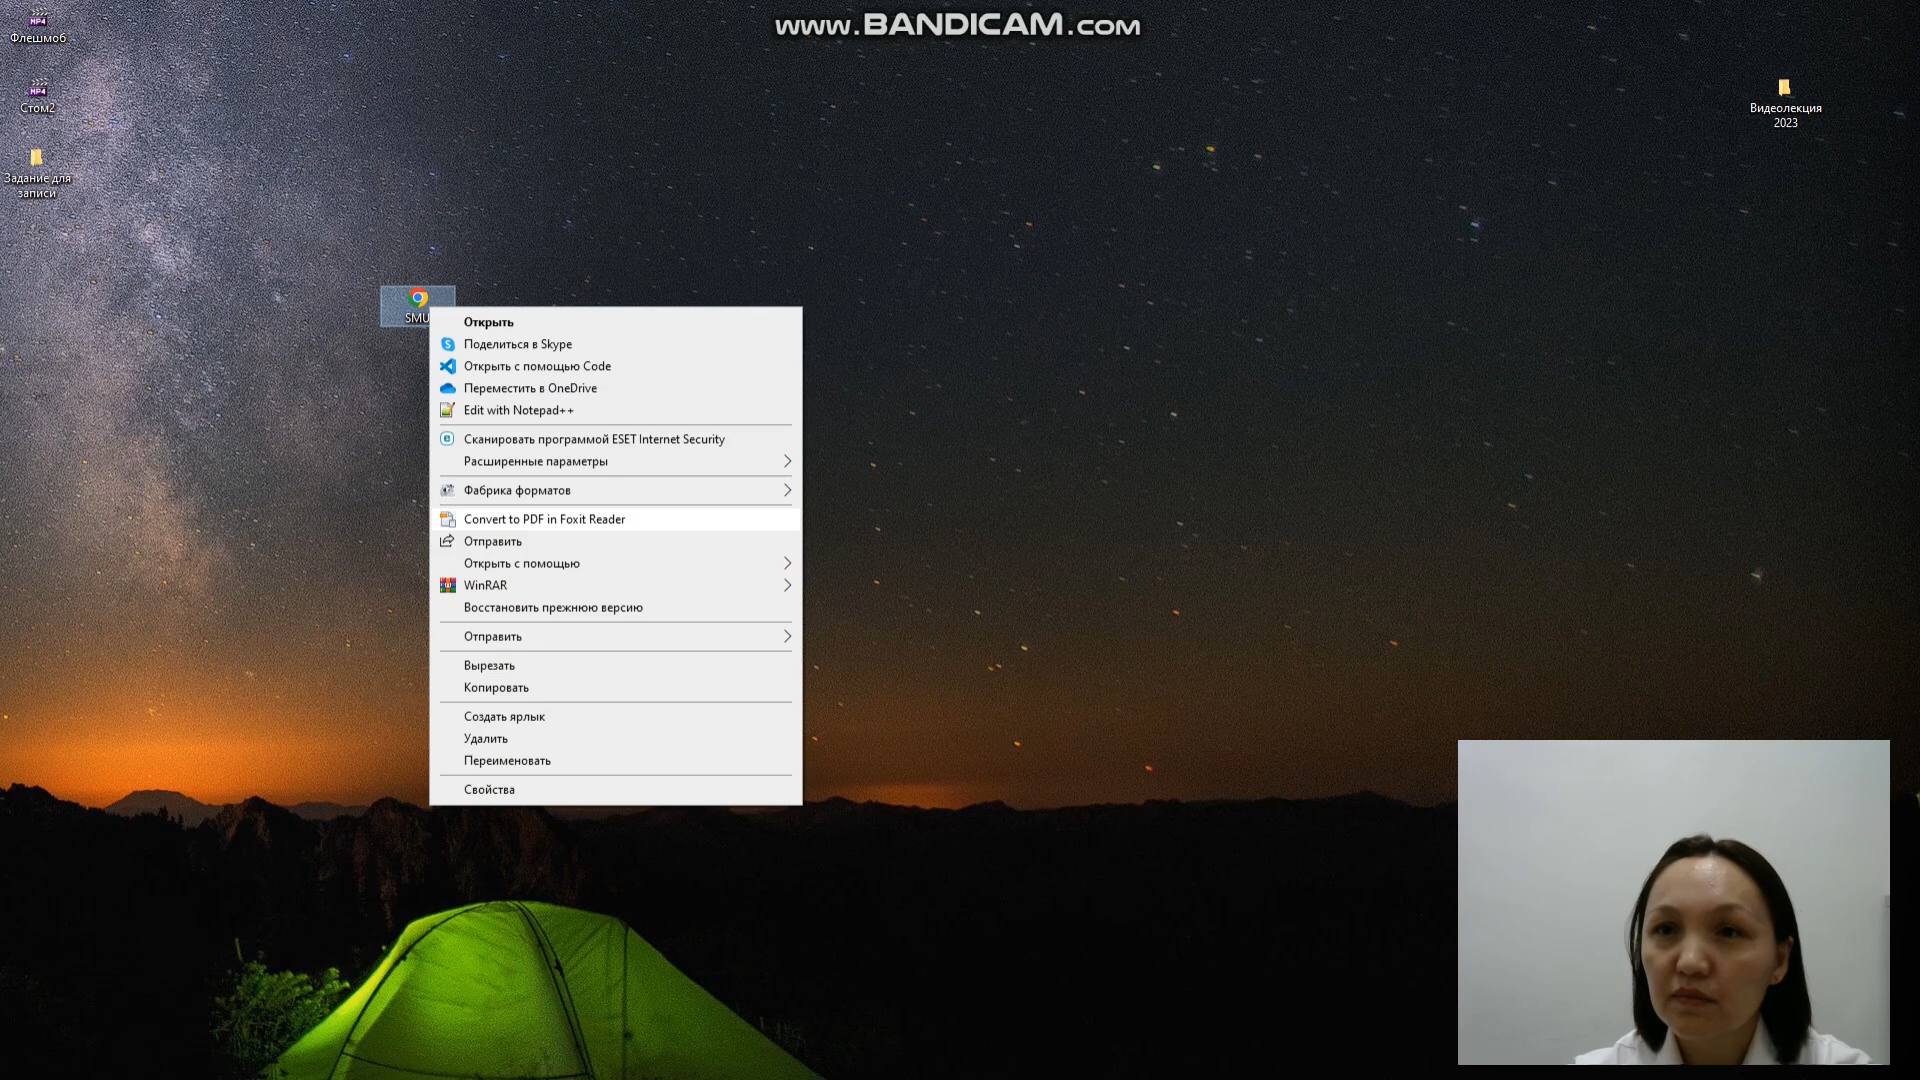 www.BANDICAM.com
MP4
Флешмоб
MP4
Стом2
Задание для
записи
Видеолекция
2023
SMU
Открыть
Поделиться в Skype
Открыть с помощью Code
Переместить в OneDrive
Edit with Notepad++
Сканировать программой ESET Internet Security
Расширенные параметры
Фабрика форматов
Convert to PDF in Foxit Reader
Отправить
Открыть с помощью
WinRAR
Восстановить прежнюю версию
Отправить
Вырезать
Копировать
Создать ярлык
Удалить
Переименовать
Свойства